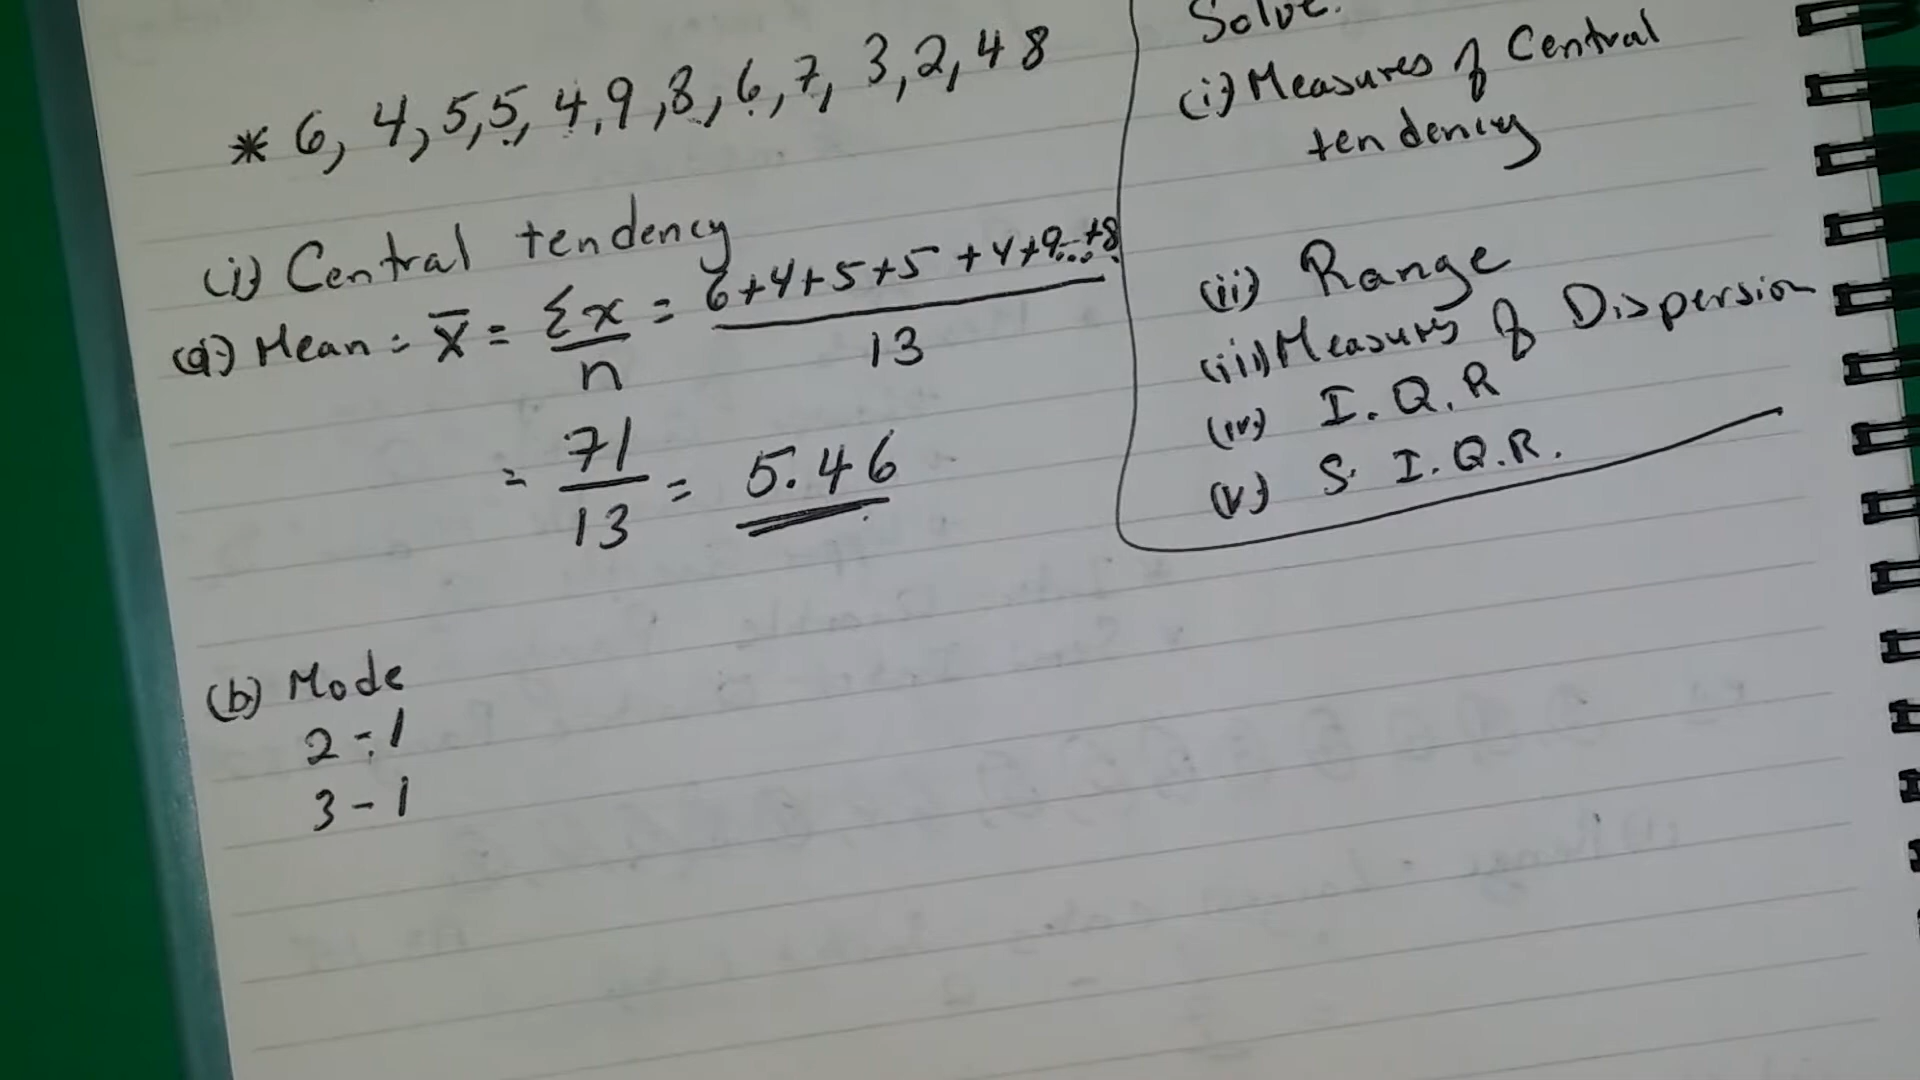 * 6, 4, 5, 5, 4, 9, 8, 6, 7, 3, 2, 4 8
(i) Central tendency
(a) Mean = x̄ = Σx/n = 6+4+5+5+4+9...+8/13
= 71/13 = 5.46
(b) Mode
2 - 1
3 - 1
Solve.
(i) Measures of Central
tendency
(ii) Range
(iii) Measures of Dispersion
(iv) I.Q.R
(v) S. I.Q.R.